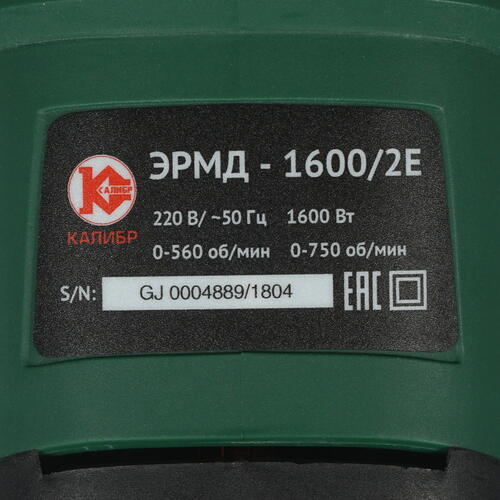 ЭРМД - 1600/2Е
КАЛИБР
220 В/ ~50 Гц 1600 Вт
КАЛИБР
0-560 об/мин 0-750 об/мин
S/N: GJ 0004889/1804 ЕАС